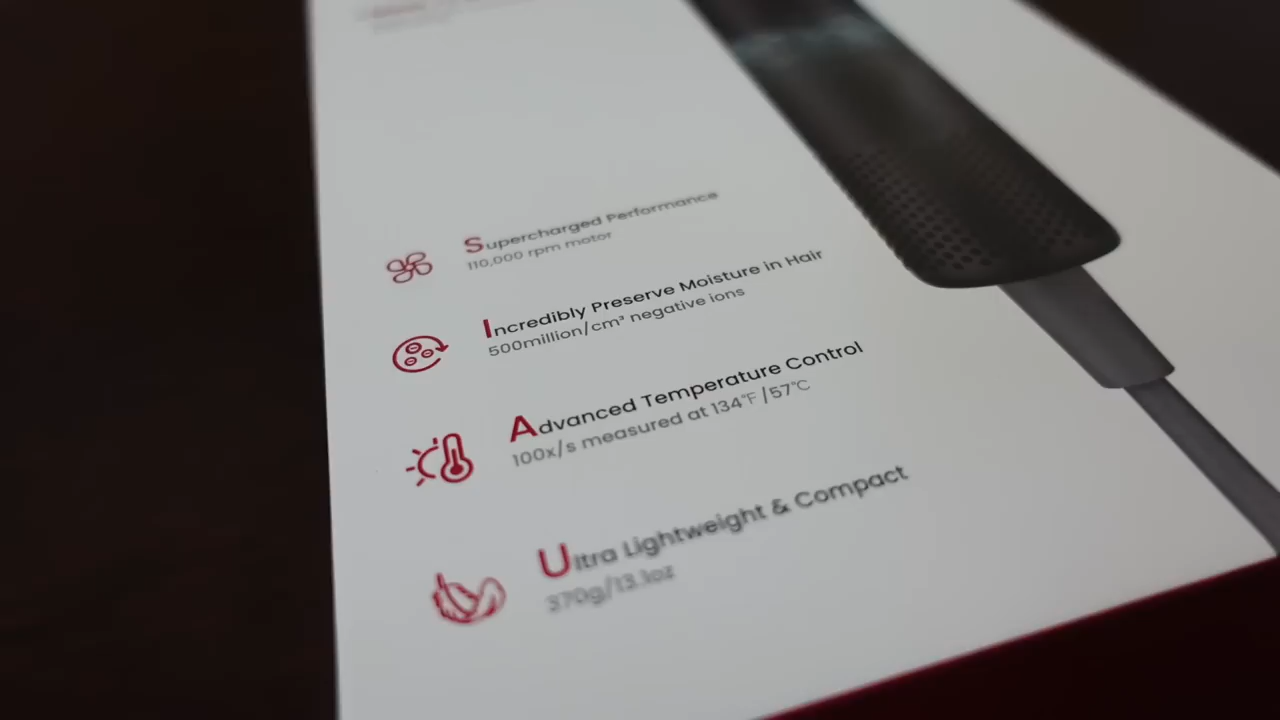 Supercharged Performance
110,000 rpm motor
Incredibly Preserve Moisture in Hair
500million/cm³ negative ions
Advanced Temperature Control
100x/s measured at 134°F /57°C
Ultra Lightweight & Compact
370g/13.1oz